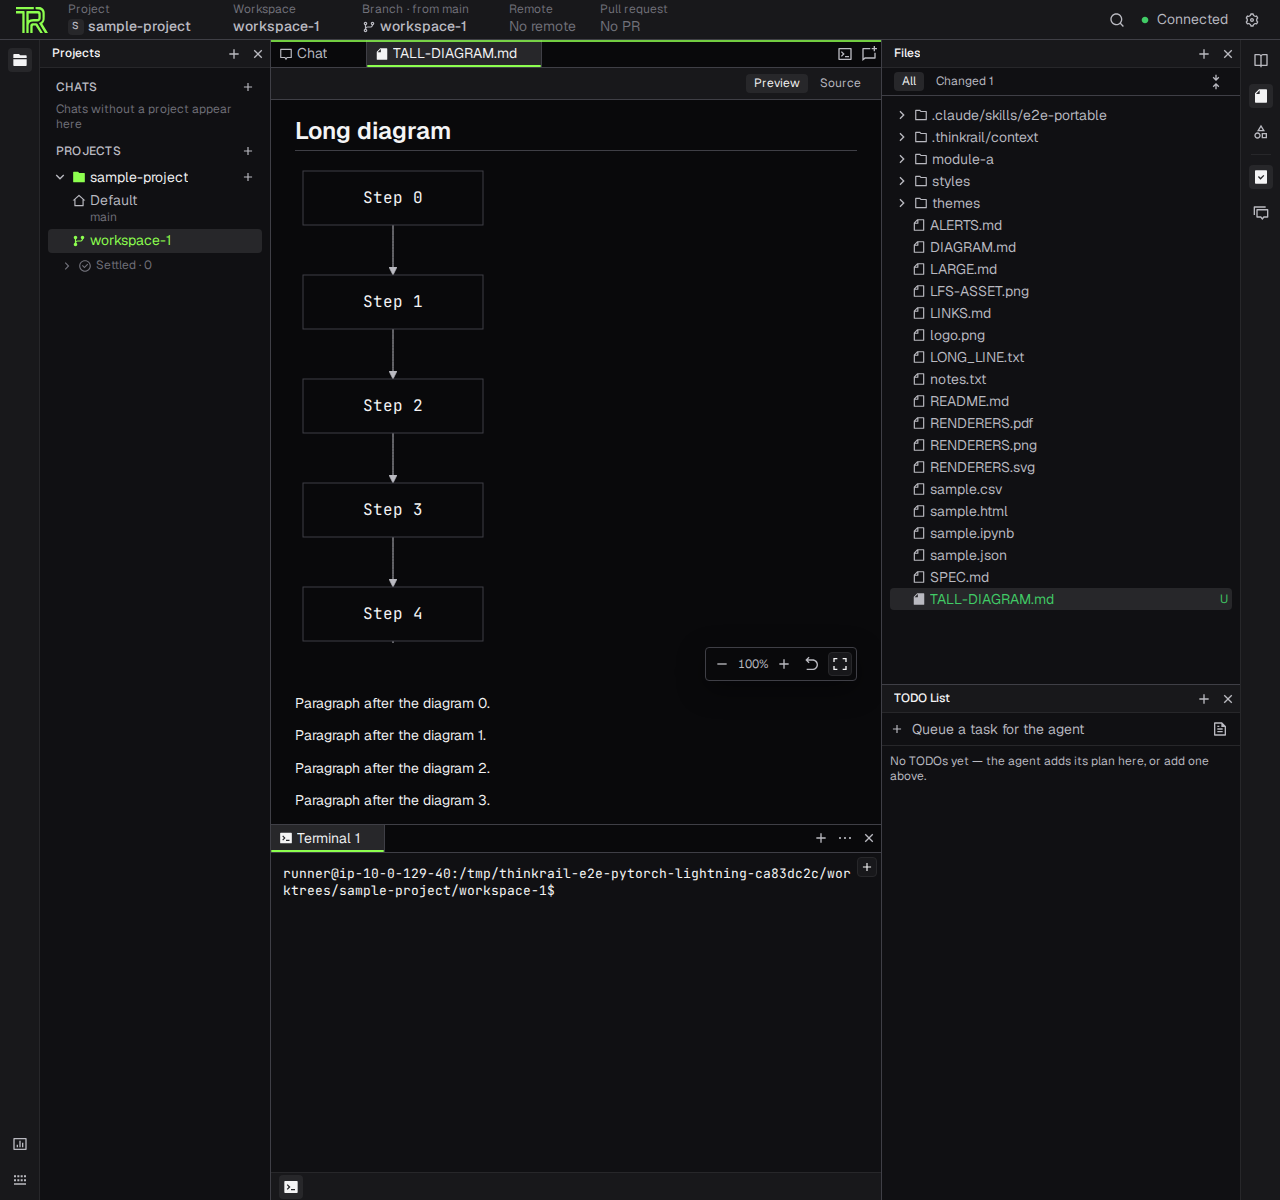 TR
Project
S sample-project
Workspace
workspace-1
Branch · from main
workspace-1
Remote
No remote
Pull request
No PR
Connected
Projects
CHATS
Chats without a project appear
here
PROJECTS
sample-project
Default
main
workspace-1
Settled · 0
Chat
TALL-DIAGRAM.md
Preview
Source
Long diagram
Step 0
Step 1
Step 2
Step 3
Step 4
100%
Paragraph after the diagram 0.
Paragraph after the diagram 1.
Paragraph after the diagram 2.
Paragraph after the diagram 3.
Terminal 1
runner@ip-10-0-129-40:/tmp/thinkrail-e2e-pytorch-lightning-ca83dc2c/wor
ktrees/sample-project/workspace-1$
Files
All
Changed 1
.claude/skills/e2e-portable
.thinkrail/context
module-a
styles
themes
ALERTS.md
DIAGRAM.md
LARGE.md
LFS-ASSET.png
LINKS.md
logo.png
LONG_LINE.txt
notes.txt
README.md
RENDERERS.pdf
RENDERERS.png
RENDERERS.svg
sample.csv
sample.html
sample.ipynb
sample.json
SPEC.md
TALL-DIAGRAM.md U
TODO List
Queue a task for the agent
No TODOs yet — the agent adds its plan here, or add one
above.